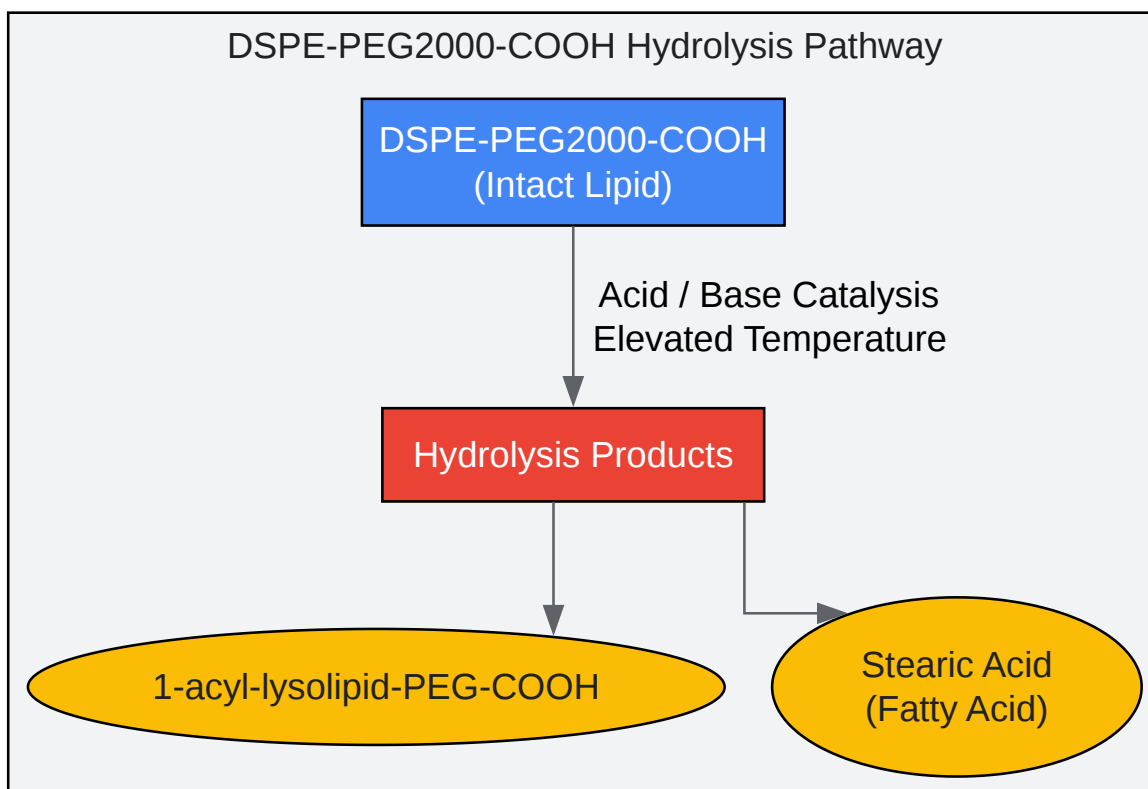 DSPE-PEG2000-COOH Hydrolysis Pathway
DSPE-PEG2000-COOH
(Intact Lipid)
Acid / Base Catalysis
Elevated Temperature
Hydrolysis Products
1-acyl-lysolipid-PEG-COOH
Stearic Acid
(Fatty Acid)